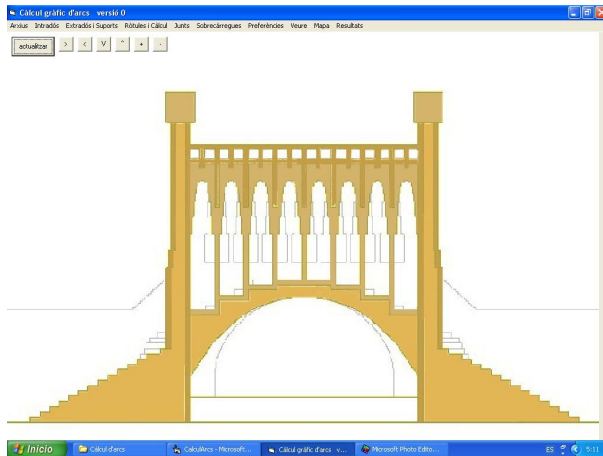 Càlcul gràfic d'arcs versió 0
Arxius Intradós Extradós i Suports Ròtules i Càlcul Junts Sobrecàrregues Preferències Veure Mapa Resultats
actualitzar > < V ^ + -
Inicio Càlcul d'arcs CalculArcs - Microsoft... Càlcul gràfic d'arcs v... Microsoft Photo Edito... ES 5:11